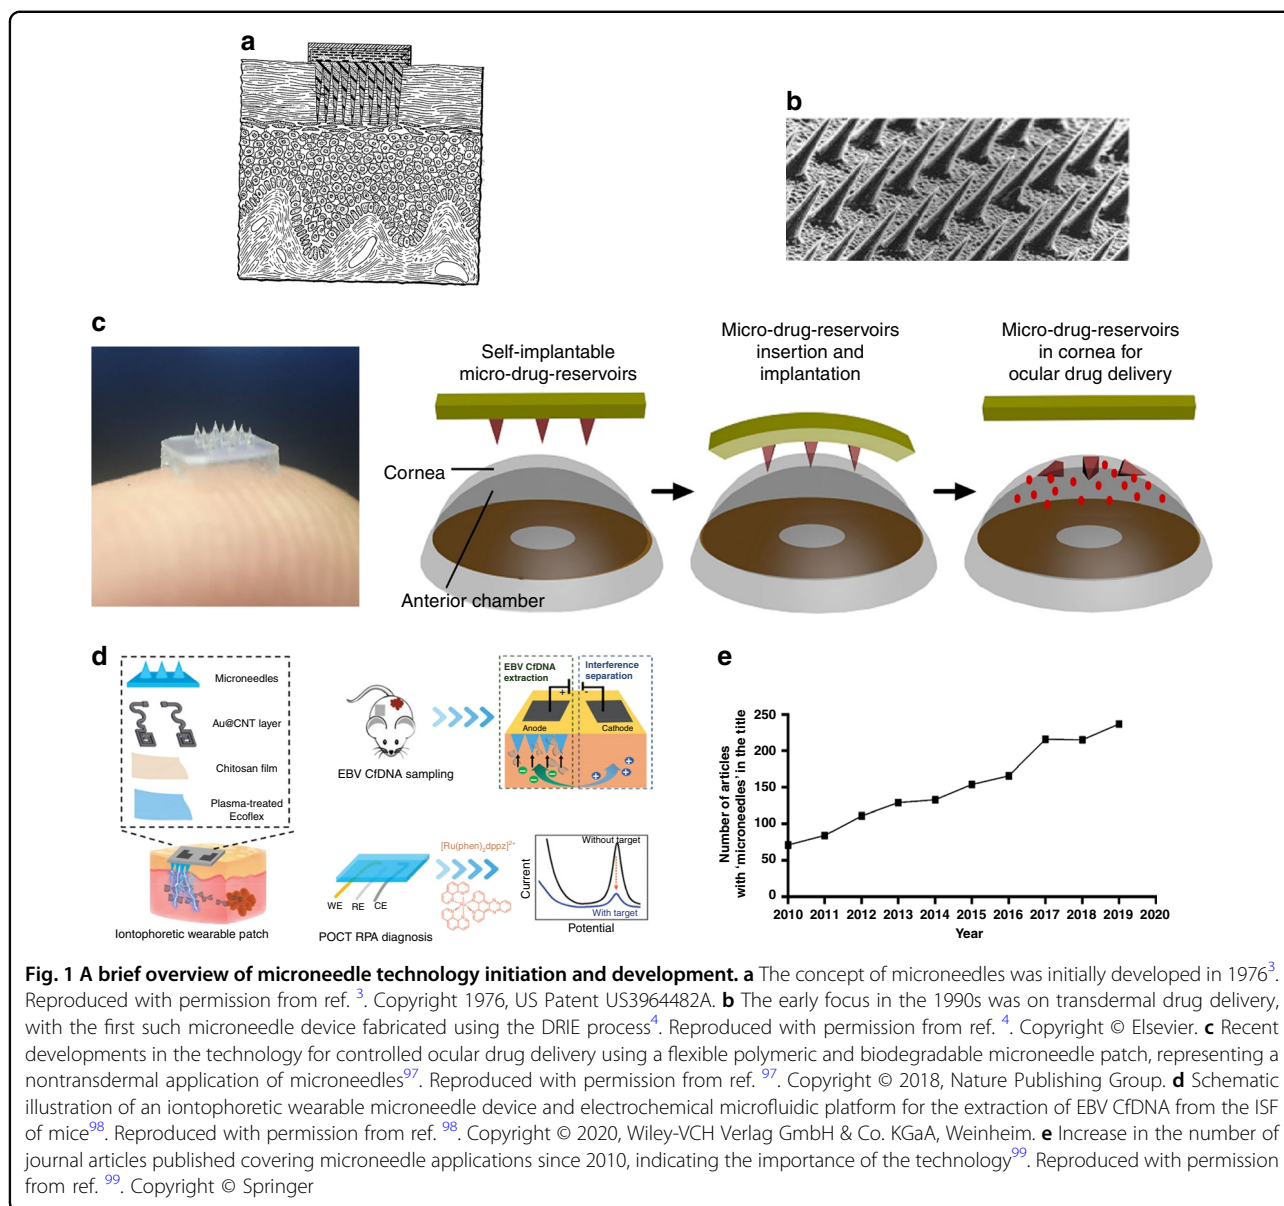 a
b
c
Self-implantable
micro-drug-reservoirs
Micro-drug-reservoirs
insertion and
implantation
Micro-drug-reservoirs
in cornea for
ocular drug delivery
Cornea
Anterior chamber
d
Microneedles
Au@CNT layer
Chitosan film
Plasma-treated
Ecoflex
Iontophoretic wearable patch
EBV CfDNA sampling
EBV CfDNA
extraction
Interference
separation
+
-
Anode
Cathode
WE
RE
CE
POCT RPA diagnosis
[Ru(phen)₂dppz]²⁺
Current
Without target
With target
Potential
e
Number of articles
with 'microneedles' in the title
250
200
150
100
50
0
2010 2011 2012 2013 2014 2015 2016 2017 2018 2019 2020
Year
Fig. 1 A brief overview of microneedle technology initiation and development. a The concept of microneedles was initially developed in 1976³.
Reproduced with permission from ref. ³. Copyright 1976, US Patent US3964482A. b The early focus in the 1990s was on transdermal drug delivery,
with the first such microneedle device fabricated using the DRIE process⁴. Reproduced with permission from ref. ⁴. Copyright © Elsevier. c Recent
developments in the technology for controlled ocular drug delivery using a flexible polymeric and biodegradable microneedle patch, representing a
nontransdermal application of microneedles⁹⁷. Reproduced with permission from ref. ⁹⁷. Copyright © 2018, Nature Publishing Group. d Schematic
illustration of an iontophoretic wearable microneedle device and electrochemical microfluidic platform for the extraction of EBV CfDNA from the ISF
of mice⁹⁸. Reproduced with permission from ref. ⁹⁸. Copyright © 2020, Wiley-VCH Verlag GmbH & Co. KGaA, Weinheim. e Increase in the number of
journal articles published covering microneedle applications since 2010, indicating the importance of the technology⁹⁹. Reproduced with permission
from ref. ⁹⁹. Copyright © Springer